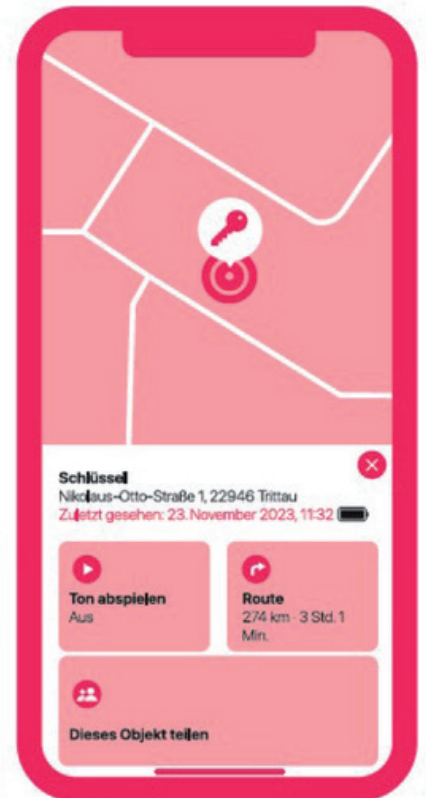 Schlüssel
Nikolaus-Otto-Straße 1, 22946 Trittau
Zuletzt gesehen: 23. November 2023, 11:32
Ton abspielen
Aus
Route
274 km · 3 Std. 1
Min.
Dieses Objekt teilen